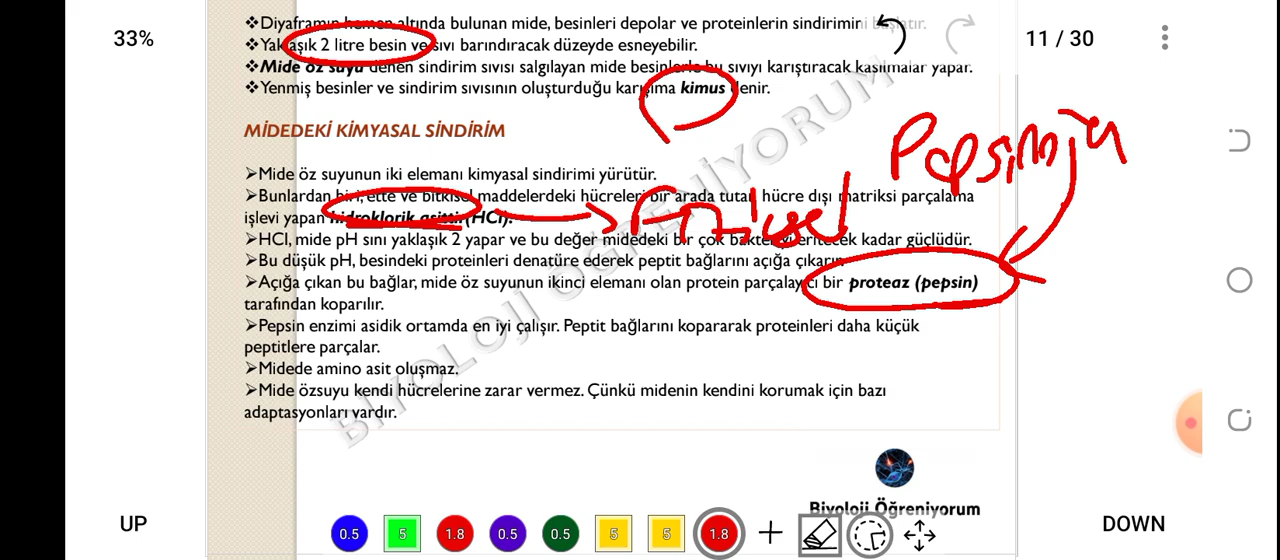 ❖Diyaframın hemen altında bulunan mide, besinleri depolar ve proteinlerin sindirimini başlatır.
33%
11 / 30
❖Yaklaşık 2 litre besin ve sıvı barındıracak düzeyde esneyebilir.
❖Mide öz suyu denen sindirim sıvısı salgılayan mide besinlerle bu sıvıyı karıştıracak kasılmalar yapar.
❖Yenmiş besinler ve sindirim sıvısının oluşturduğu karışıma kimus denir.
MİDEDEKİ KİMYASAL SİNDİRİM
➢Mide öz suyunun iki elemanı kimyasal sindirimi yürütür.
➢Bunlardan biri, ette ve bitkisel maddelerdeki hücreleri bir arada tutan hücre dışı matriksi parçalama
işlevi yapan hidroklorik asittir(HCl).
➢HCl, mide pH sını yaklaşık 2 yapar ve bu değer midedeki bir çok bakteriyi eritecek kadar güçlüdür.
➢Bu düşük pH, besindeki proteinleri denatüre ederek peptit bağlarını açığa çıkarır.
➢Açığa çıkan bu bağlar, mide öz suyunun ikinci elemanı olan protein parçalayıcı bir proteaz (pepsin)
tarafından koparılır.
➢Pepsin enzimi asidik ortamda en iyi çalışır. Peptit bağlarını kopararak proteinleri daha küçük
peptitlere parçalar.
➢Midede amino asit oluşmaz.
➢Mide özsuyu kendi hücrelerine zarar vermez. Çünkü midenin kendini korumak için bazı
adaptasyonları vardır.
BİYOLOJİ ÖĞRENİYORUM
Biyoloji Öğreniyorum
UP
0.5
5
1.8
0.5
0.5
5
5
1.8
DOWN